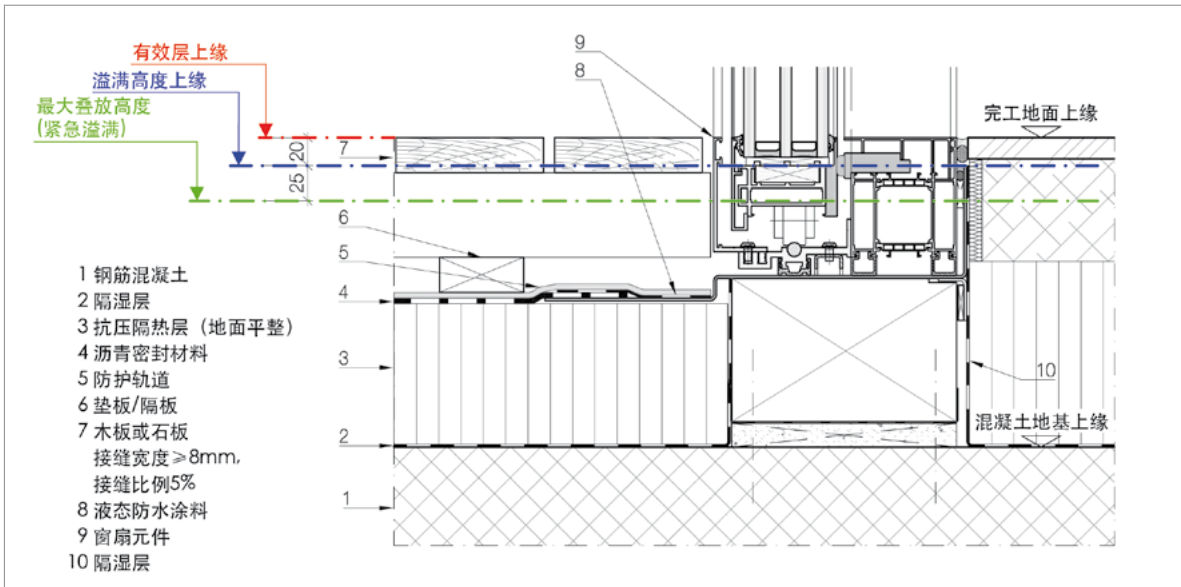 有效层上缘
溢满高度上缘
最大叠放高度
(紧急溢满)
20
25
7
6
5
4
3
2
1
9
8
10
完工地面上缘
混凝土地基上缘
1 钢筋混凝土
2 隔湿层
3 抗压隔热层（地面平整）
4 沥青密封材料
5 防护轨道
6 垫板/隔板
7 木板或石板
接缝宽度≥8mm,
接缝比例5%
8 液态防水涂料
9 窗扇元件
10 隔湿层